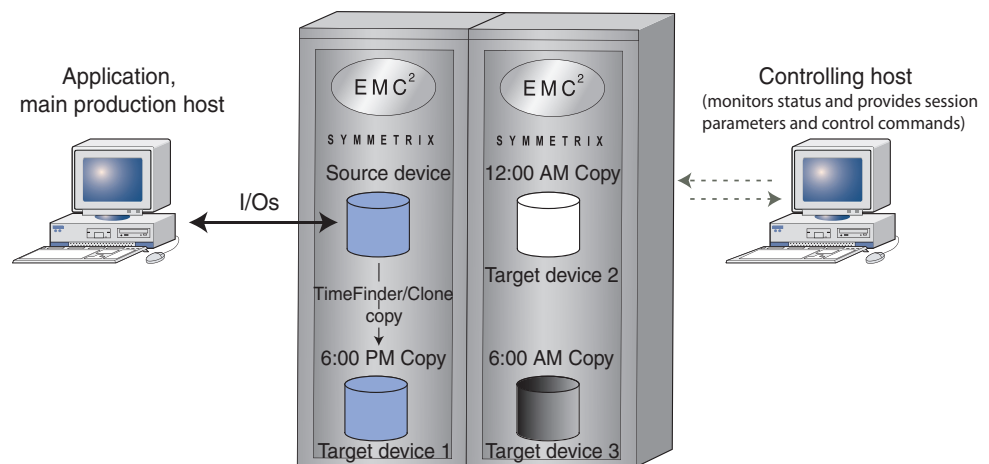 Application,
main production host
I/Os
EMC²
SYMMETRIX
Source device
TimeFinder/Clone
copy
6:00 PM Copy
Target device 1
EMC²
SYMMETRIX
12:00 AM Copy
Target device 2
6:00 AM Copy
Target device 3
Controlling host
(monitors status and provides session
parameters and control commands)